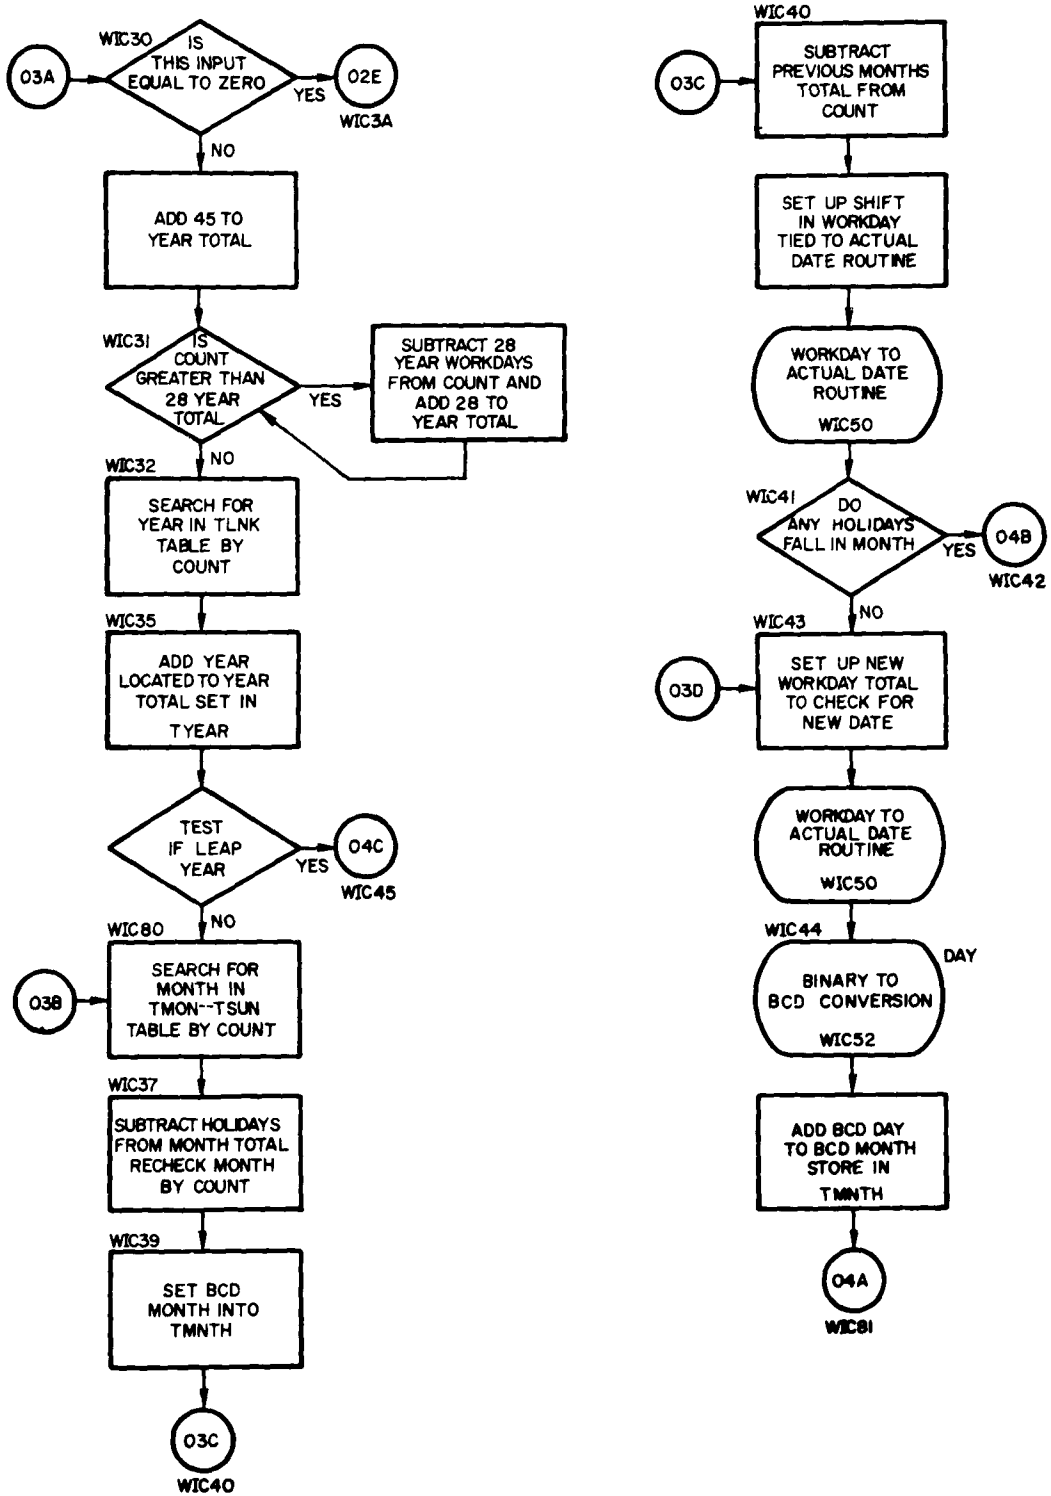 WIC30
03A
IS
THIS INPUT
EQUAL TO ZERO
YES
02E
WIC3A
NO
ADD 45 TO
YEAR TOTAL
WIC31
IS
COUNT
GREATER THAN
28 YEAR
TOTAL
YES
SUBTRACT 28
YEAR WORKDAYS
FROM COUNT AND
ADD 28 TO
YEAR TOTAL
NO
WIC32
SEARCH FOR
YEAR IN TLNK
TABLE BY
COUNT
WIC35
ADD YEAR
LOCATED TO YEAR
TOTAL SET IN
TYEAR
TEST
IF LEAP
YEAR
YES
04C
WIC45
NO
WIC80
03B
SEARCH FOR
MONTH IN
TMON--TSUN
TABLE BY COUNT
WIC37
SUBTRACT HOLIDAYS
FROM MONTH TOTAL
RECHECK MONTH
BY COUNT
WIC39
SET BCD
MONTH INTO
TMNTH
03C
WIC40
WIC40
03C
SUBTRACT
PREVIOUS MONTHS
TOTAL FROM
COUNT
SET UP SHIFT
IN WORKDAY
TIED TO ACTUAL
DATE ROUTINE
WORKDAY TO
ACTUAL DATE
ROUTINE
WIC50
WIC41
DO
ANY HOLIDAYS
FALL IN MONTH
YES
04B
WIC42
NO
WIC43
03D
SET UP NEW
WORKDAY TOTAL
TO CHECK FOR
NEW DATE
WORKDAY TO
ACTUAL DATE
ROUTINE
WIC50
WIC44
DAY
BINARY TO
BCD CONVERSION
WIC52
ADD BCD DAY
TO BCD MONTH
STORE IN
TMNTH
04A
WIC81